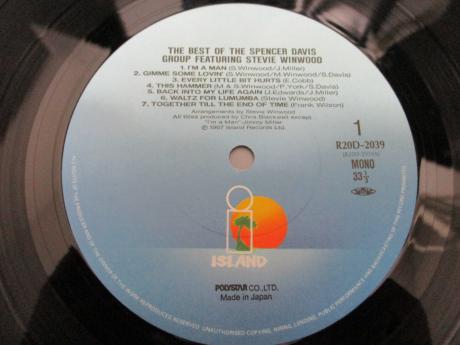 THE BEST OF THE SPENCER DAVIS
GROUP FEATURING STEVIE WINWOOD
1. I'M A MAN (S.Winwood/J.Miller)
2. GIMME SOME LOVIN' (S.Winwood/M.Winwood/S.Davis)
3. EVERY LITTLE BIT HURTS (E.Cobb)
4. THIS HAMMER (M & S.Winwood/P.York/S.Davis)
5. BACK INTO MY LIFE AGAIN (J.Edwards/J.Miller)
6. WALTZ FOR LUMUMBA (Stevie Winwood)
7. TOGETHER TILL THE END OF TIME (Frank Wilson)
Arrangements by Stevie Winwood
All titles produced by Chris Blackwell except
"I'm a Man"-Jimmy Miller
℗ 1967 Island Records Ltd.
1
R20D-2039
MONO
33 1/3
ISLAND
POLYSTAR CO.,LTD.
Made in Japan